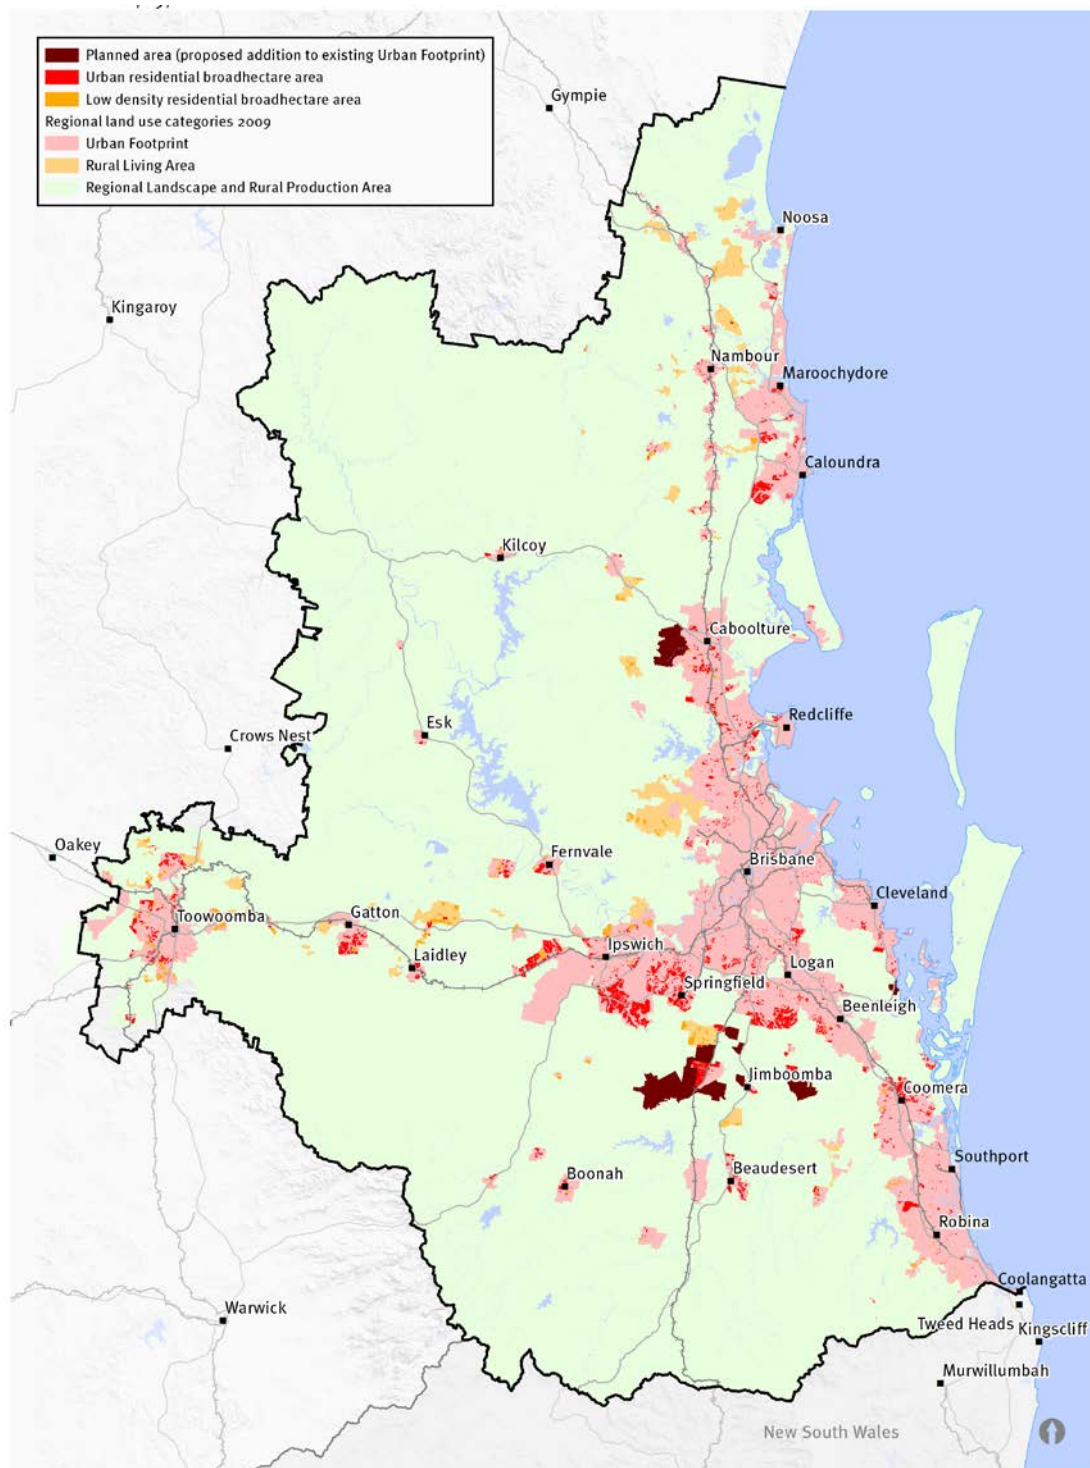 Planned area (proposed addition to existing Urban Footprint)
Urban residential broadhectare area
Low density residential broadhectare area
Regional land use categories 2009
Urban Footprint
Rural Living Area
Regional Landscape and Rural Production Area
Gympie
Noosa
Kingaroy
Nambour
Maroochydore
Caloundra
Kilcoy
Caboolture
Redcliffe
Esk
Crows Nest
Oakey
Fernvale
Brisbane
Cleveland
Toowoomba
Gatton
Ipswich
Laidley
Logan
Springfield
Beenleigh
Jimboomba
Coomera
Southport
Boonah
Beaudesert
Robina
Coolangatta
Warwick
Tweed Heads
Kingscliff
Murwillumbah
New South Wales